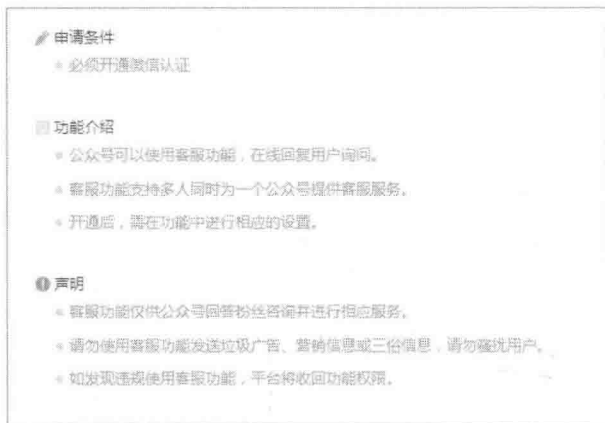 申请条件
必须开通微信认证
功能介绍
公众号可以使用客服功能，在线回复用户询问。
客服功能支持多人同时为一个公众号提供客服服务。
开通后，需在功能中进行相应的设置。
声明
客服功能仅供公众号回答粉丝咨询并进行相应服务。
请勿使用客服功能发送垃圾广告、营销信息或三俗信息，请勿骚扰用户。
如发现违规使用客服功能，平台将收回功能权限。